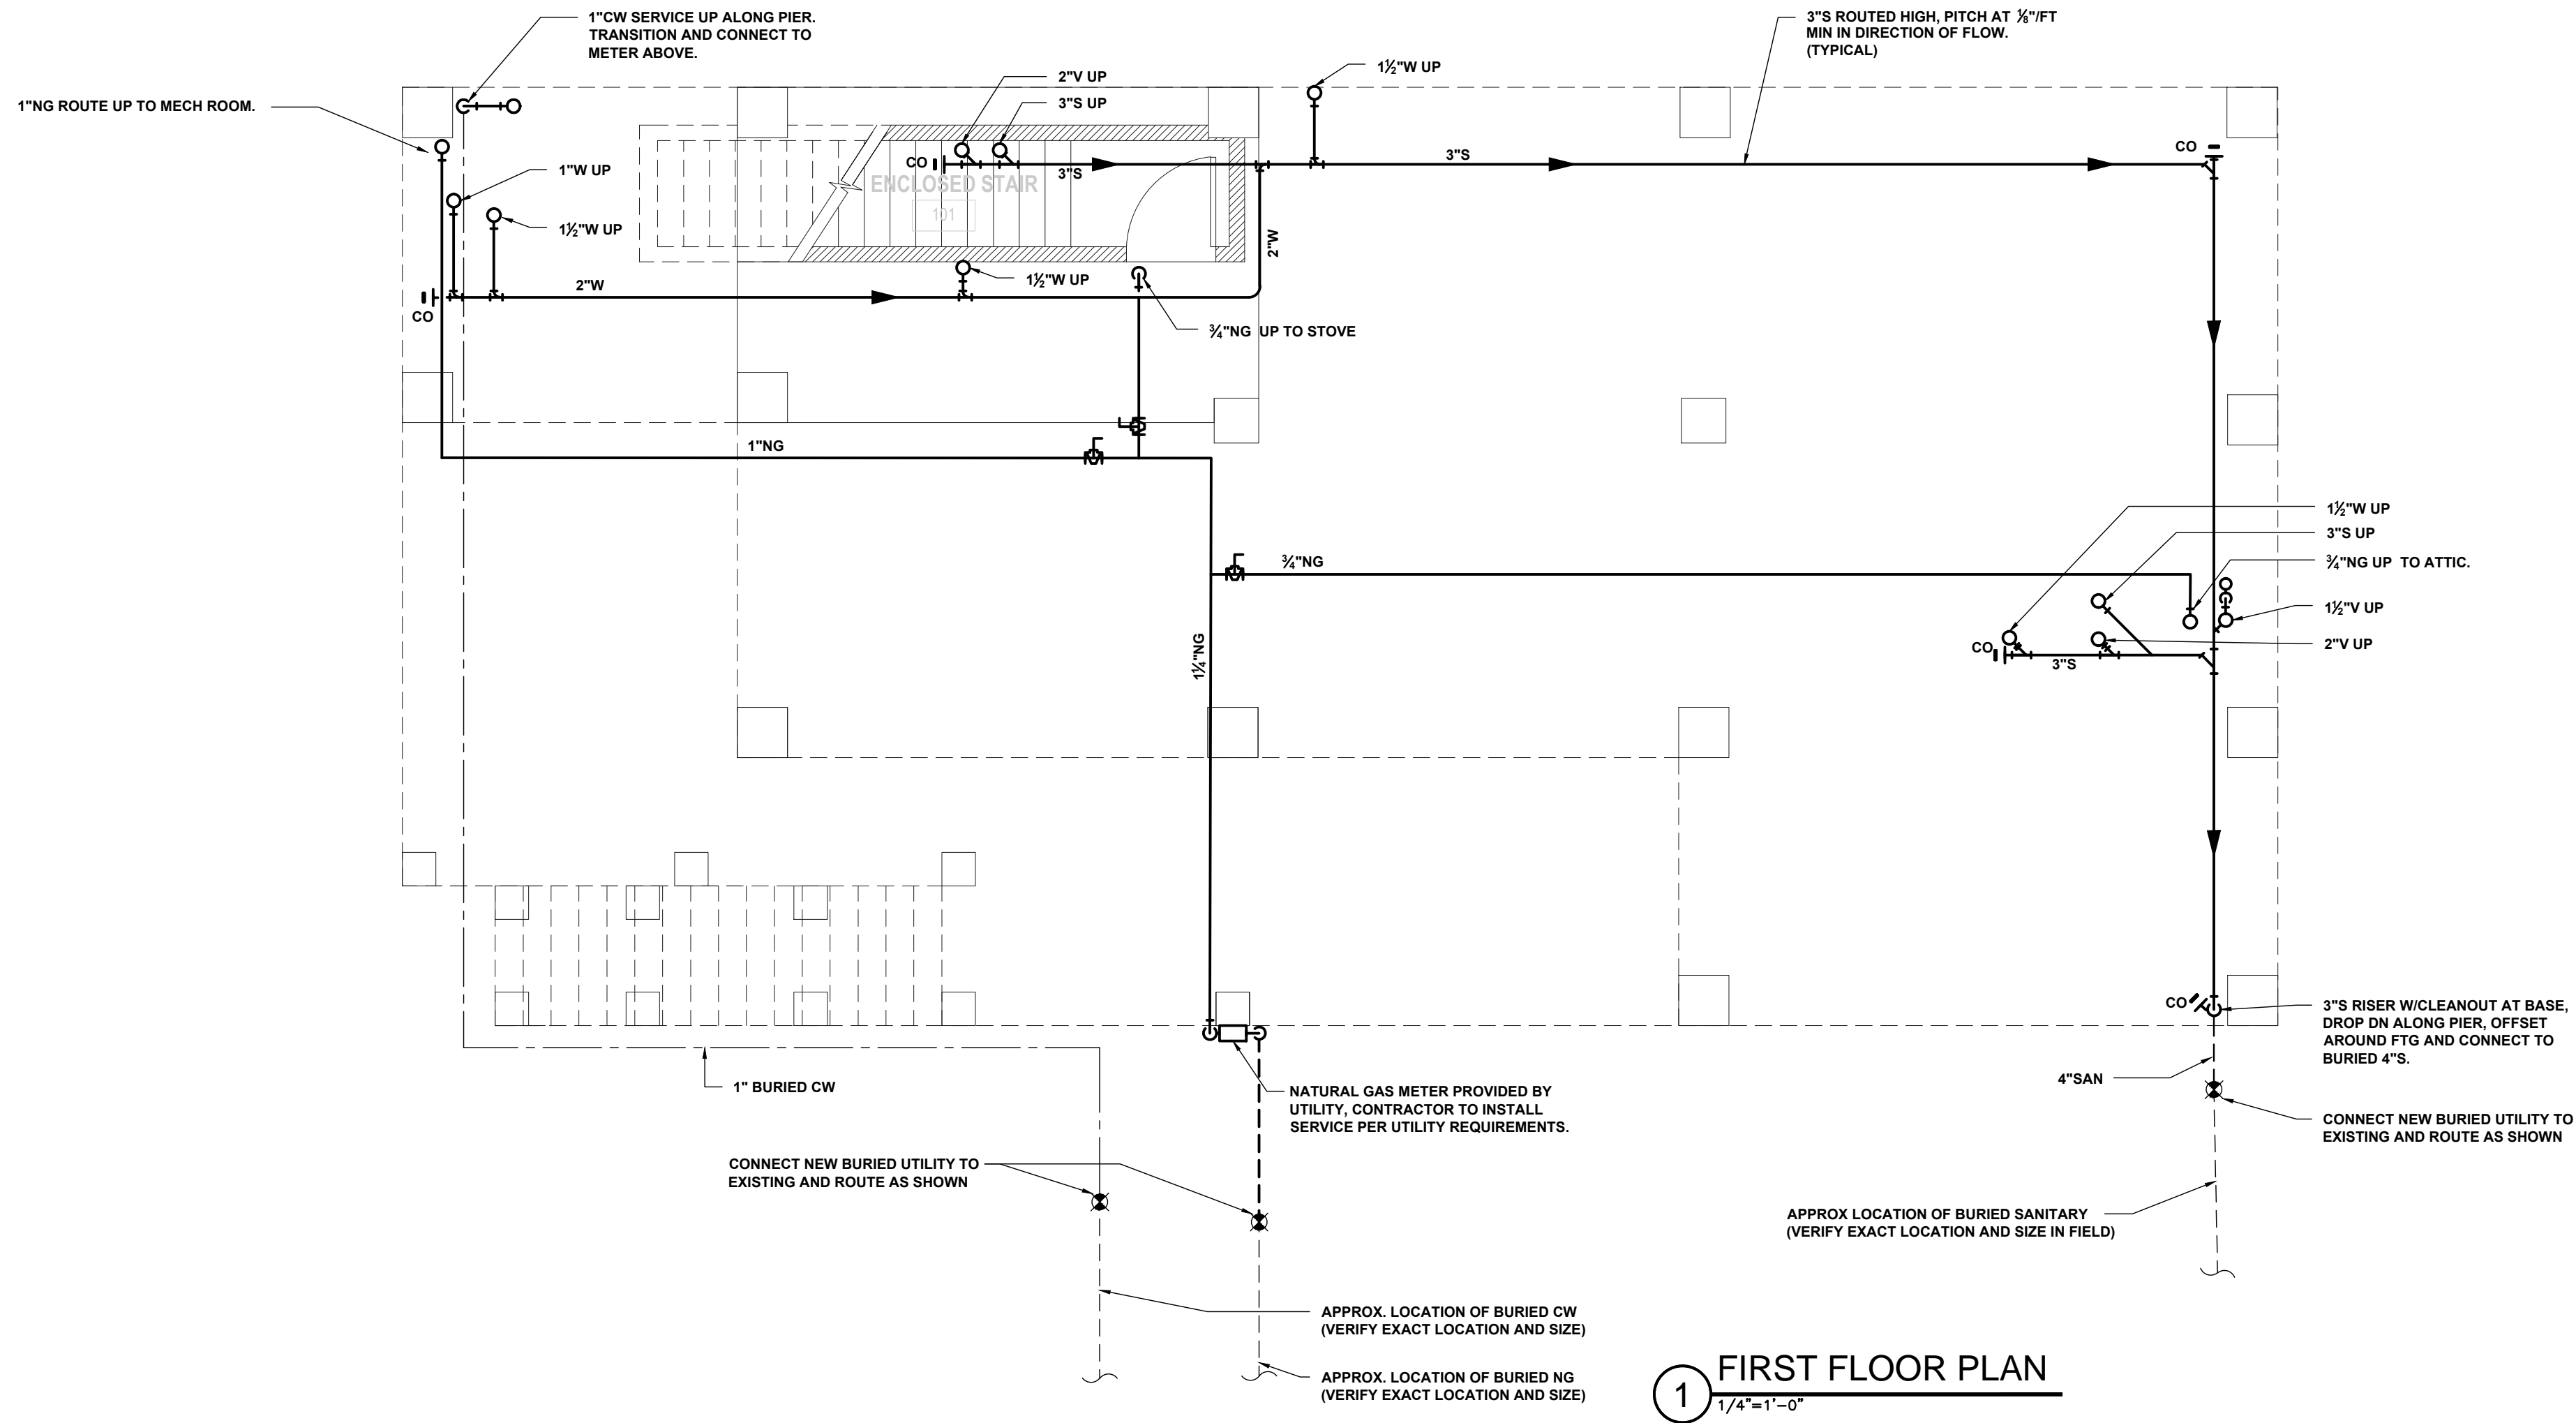 1"CW SERVICE UP ALONG PIER.
TRANSITION AND CONNECT TO
METER ABOVE.
3"S ROUTED HIGH, PITCH AT ⅛"/FT
MIN IN DIRECTION OF FLOW.
(TYPICAL)
1"NG ROUTE UP TO MECH ROOM.
2"V UP
3"S UP
1½"W UP
CO
3"S
3"S
CO
ENCLOSED STAIR
101
1"W UP
1½"W UP
2"W
1½"W UP
2"W
CO
¾"NG UP TO STOVE
1"NG
¾"NG
1¼"NG
1½"W UP
3"S UP
¾"NG UP TO ATTIC.
1½"V UP
2"V UP
CO
3"S
CO
3"S RISER W/CLEANOUT AT BASE,
DROP DN ALONG PIER, OFFSET
AROUND FTG AND CONNECT TO
BURIED 4"S.
1" BURIED CW
NATURAL GAS METER PROVIDED BY
UTILITY, CONTRACTOR TO INSTALL
SERVICE PER UTILITY REQUIREMENTS.
4"SAN
CONNECT NEW BURIED UTILITY TO
EXISTING AND ROUTE AS SHOWN
CONNECT NEW BURIED UTILITY TO
EXISTING AND ROUTE AS SHOWN
APPROX LOCATION OF BURIED SANITARY
(VERIFY EXACT LOCATION AND SIZE IN FIELD)
APPROX. LOCATION OF BURIED CW
(VERIFY EXACT LOCATION AND SIZE)
APPROX. LOCATION OF BURIED NG
(VERIFY EXACT LOCATION AND SIZE)
1
FIRST FLOOR PLAN
1/4"=1'-0"